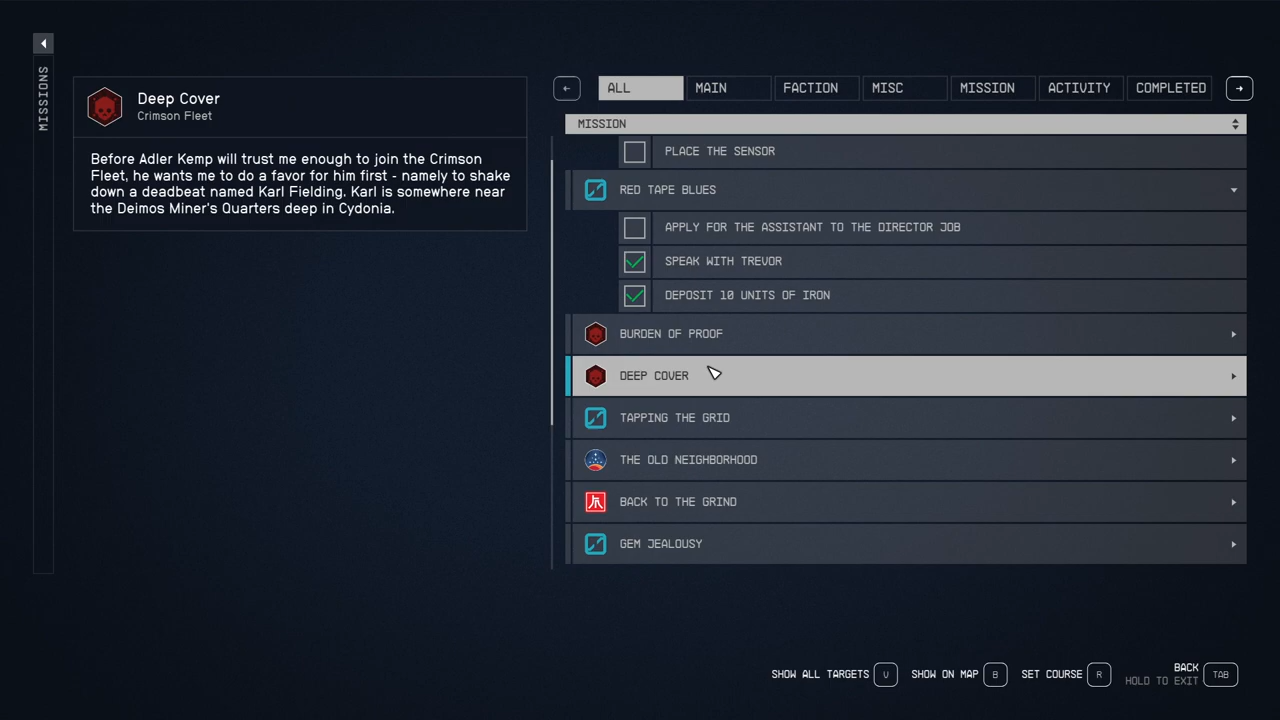 MISSIONS
Deep Cover
Crimson Fleet
Before Adler Kemp will trust me enough to join the Crimson
Fleet, he wants me to do a favor for him first - namely to shake
down a deadbeat named Karl Fielding. Karl is somewhere near
the Deimos Miner's Quarters deep in Cydonia.
ALL
MAIN
FACTION
MISC
MISSION
ACTIVITY
COMPLETED
MISSION
PLACE THE SENSOR
RED TAPE BLUES
APPLY FOR THE ASSISTANT TO THE DIRECTOR JOB
SPEAK WITH TREVOR
DEPOSIT 10 UNITS OF IRON
BURDEN OF PROOF
DEEP COVER
TAPPING THE GRID
THE OLD NEIGHBORHOOD
BACK TO THE GRIND
GEM JEALOUSY
SHOW ALL TARGETS V
SHOW ON MAP B
SET COURSE R
BACK
HOLD TO EXIT TAB